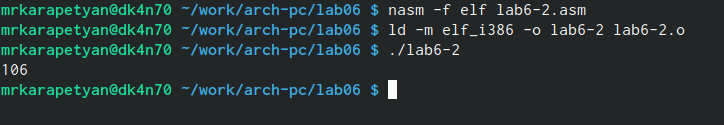 mrkarapetyan@dk4n70 ~/work/arch-pc/lab06 $ nasm -f elf lab6-2.asm
mrkarapetyan@dk4n70 ~/work/arch-pc/lab06 $ ld -m elf_i386 -o lab6-2 lab6-2.o
mrkarapetyan@dk4n70 ~/work/arch-pc/lab06 $ ./lab6-2
106
mrkarapetyan@dk4n70 ~/work/arch-pc/lab06 $